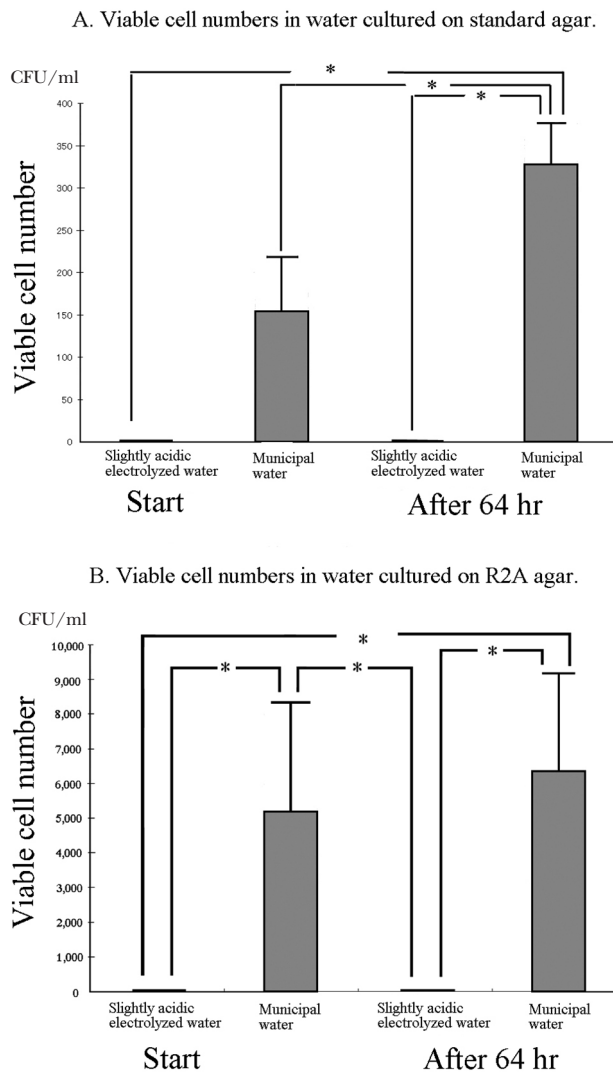 A. Viable cell numbers in water cultured on standard agar.
CFU/ml
*
*
*
400
350
300
250
200
150
100
50
0
Viable cell number
Slightly acidic electrolyzed water
Municipal water
Slightly acidic electrolyzed water
Municipal water
Start
After 64 hr
B. Viable cell numbers in water cultured on R2A agar.
CFU/ml
*
*
*
*
10,000
9,000
8,000
7,000
6,000
5,000
4,000
3,000
2,000
1,000
0
Viable cell number
Slightly acidic electrolyzed water
Municipal water
Slightly acidic electrolyzed water
Municipal water
Start
After 64 hr